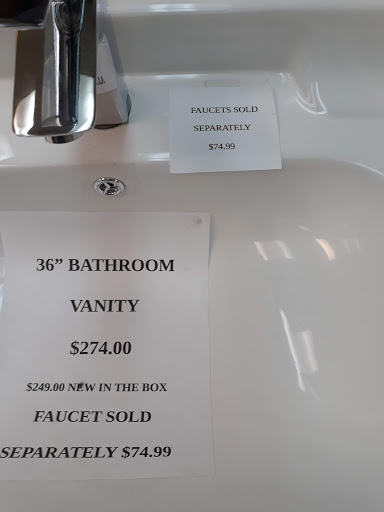 FAUCETS SOLD
SEPARATELY
$74.99
36” BATHROOM
VANITY
$274.00
$249.00 NEW IN THE BOX
FAUCET SOLD
SEPARATELY $74.99